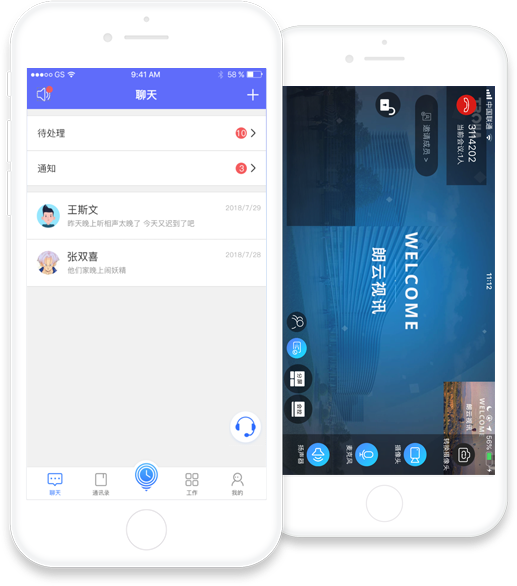 GS
9:41 AM
58 %
聊天
待处理
10
通知
3
王斯文
2018/7/29
昨天晚上听相声太晚了 今天又迟到了吧
张双喜
2018/7/28
他们家晚上闹妖精
聊天
通讯录
工作
我的
中国联通
11:12
56%
3114202
当前会议:1人
邀请成员 >
WELCOME
朗云视讯
WELCOM
朗云视讯
分屏
会控
转换摄像头
摄像头
麦克风
扬声器